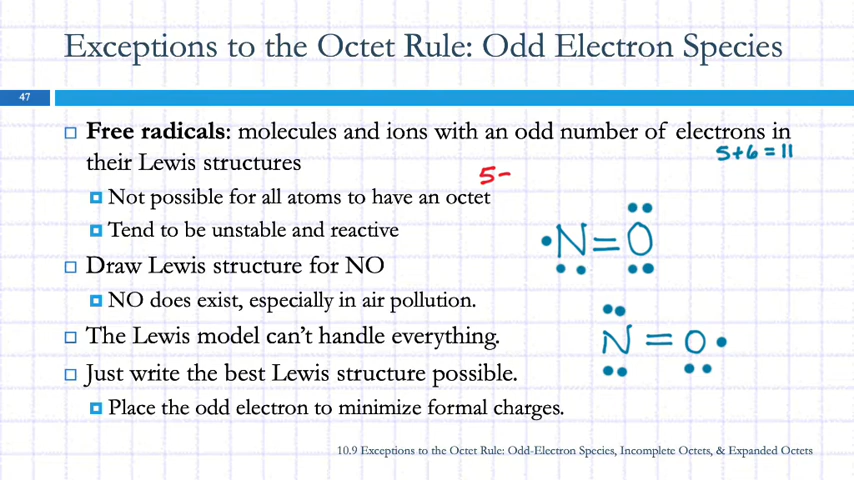 Exceptions to the Octet Rule: Odd Electron Species
47
Free radicals: molecules and ions with an odd number of electrons in
their Lewis structures
5+6=11
5-
Not possible for all atoms to have an octet
Tend to be unstable and reactive
N=O
Draw Lewis structure for NO
NO does exist, especially in air pollution.
The Lewis model can't handle everything.
N=O
Just write the best Lewis structure possible.
Place the odd electron to minimize formal charges.
10.9 Exceptions to the Octet Rule: Odd-Electron Species, Incomplete Octets, & Expanded Octets